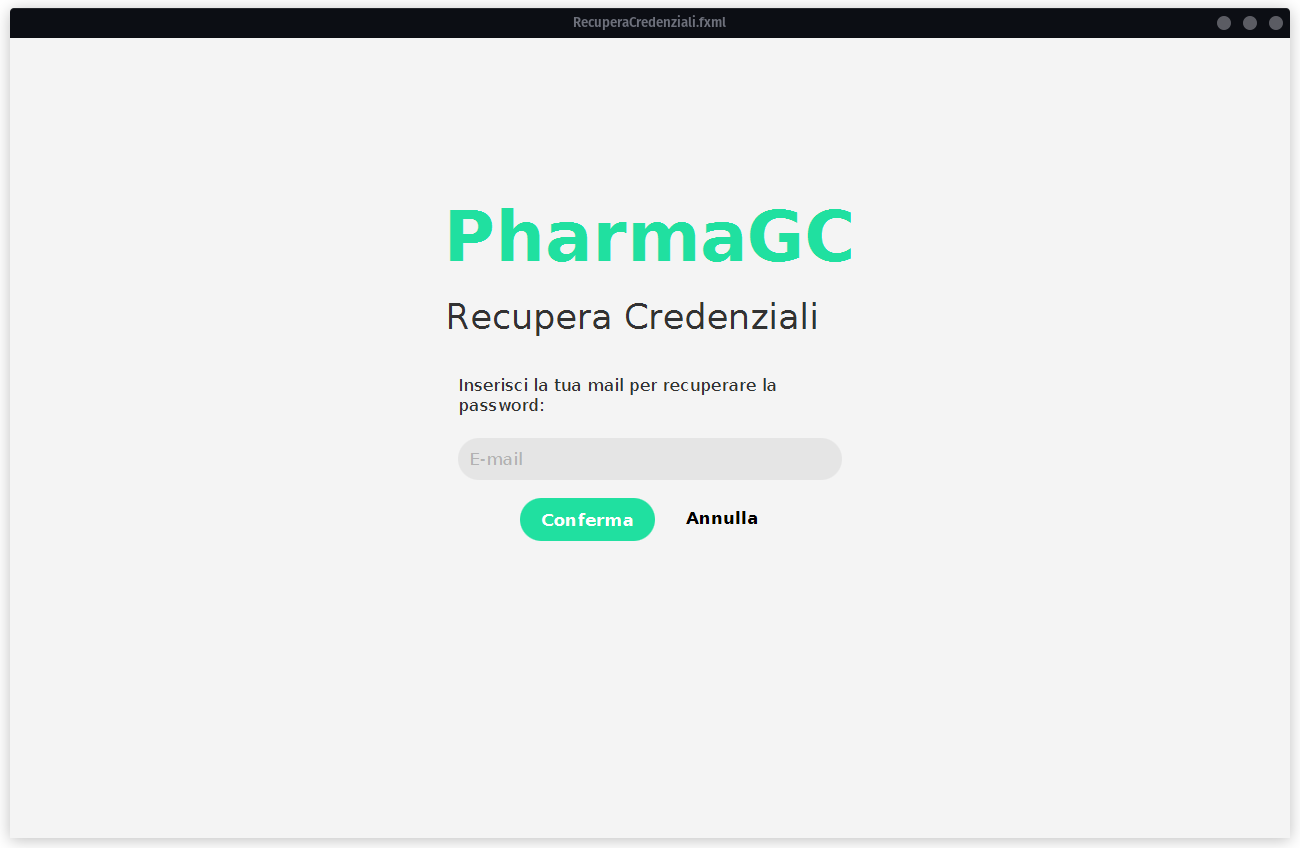 RecuperaCredenziali.fxml
PharmaGC
Recupera Credenziali
Inserisci la tua mail per recuperare la
password:
E-mail
Conferma
Annulla